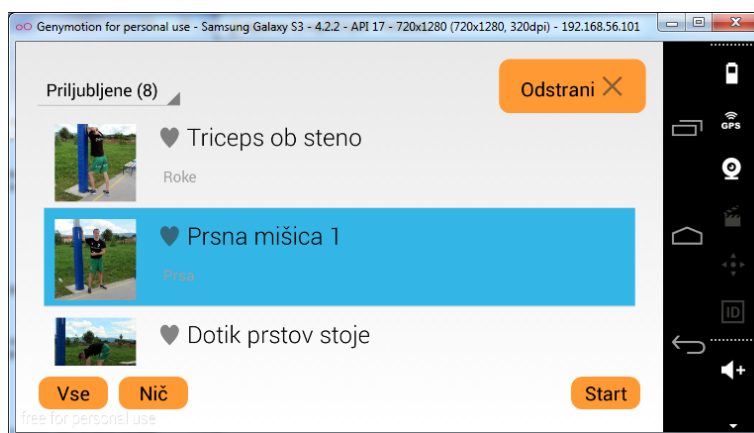 Genymotion for personal use - Samsung Galaxy S3 - 4.2.2 - API 17 - 720x1280 (720x1280, 320dpi) - 192.168.56.101
Priljubljene (8)
Odstrani
Triceps ob steno
Roke
Prsna mišica 1
Prsa
Dotik prstov stoje
Vse
Nič
Start
free for personal use
GPS
ID